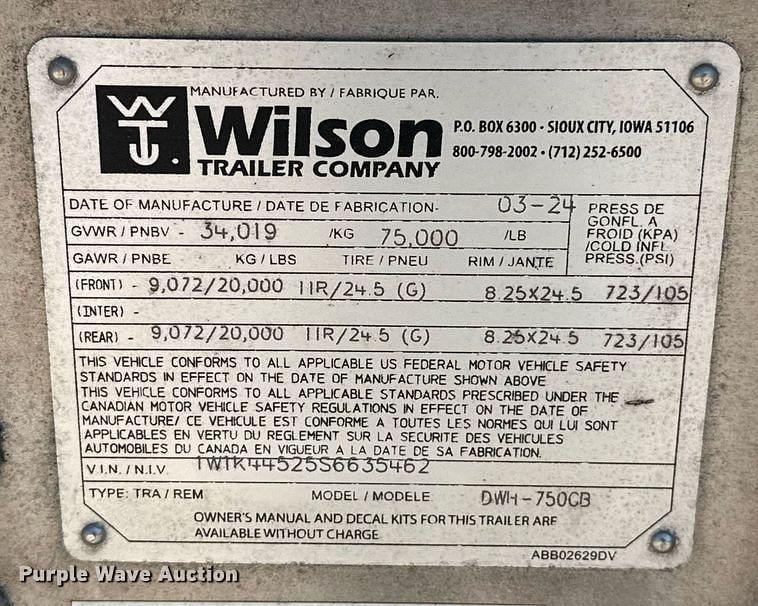 MANUFACTURED BY / FABRIQUE PAR.
WTJ.
Wilson
TRAILER COMPANY
P.O. BOX 6300 · SIOUX CITY, IOWA 51106
800-798-2002 · (712) 252-6500
DATE OF MANUFACTURE / DATE DE FABRICATION- 03-24
GVWR / PNBV - 34,019 /KG 75,000 /LB
PRESS DE
GONFL. A
FROID (KPA)
/COLD INFL
PRESS.(PSI)
GAWR / PNBE KG / LBS TIRE / PNEU RIM / JANTE
(FRONT) - 9,072/20,000 11R/24.5 (G) 8.25X24.5 723/105
(INTER) -
(REAR) - 9,072/20,000 11R/24.5 (G) 8.25X24.5 723/105
THIS VEHICLE CONFORMS TO ALL APPLICABLE US FEDERAL MOTOR VEHICLE SAFETY
STANDARDS IN EFFECT ON THE DATE OF MANUFACTURE SHOWN ABOVE
THIS VEHICLE CONFORMS TO ALL APPLICABLE STANDARDS PRESCRIBED UNDER THE
CANADIAN MOTOR VEHICLE SAFETY REGULATIONS IN EFFECT ON THE DATE OF
MANUFACTURE/ CE VEHICULE EST CONFORME A TOUTES LES NORMES QUI LUI SONT
APPLICABLES EN VERTU DU REGLEMENT SUR LA SECURITE DES VEHICULES
AUTOMOBILES DU CANADA EN VIGUEUR A LA DATE DE SA FABRICATION.
V.I.N. / N.I.V. 1W1K44525S6635462
TYPE: TRA / REM MODEL / MODELE DWH-750CB
OWNER'S MANUAL AND DECAL KITS FOR THIS TRAILER ARE
AVAILABLE WITHOUT CHARGE
ABB02629DV
Purple Wave Auction